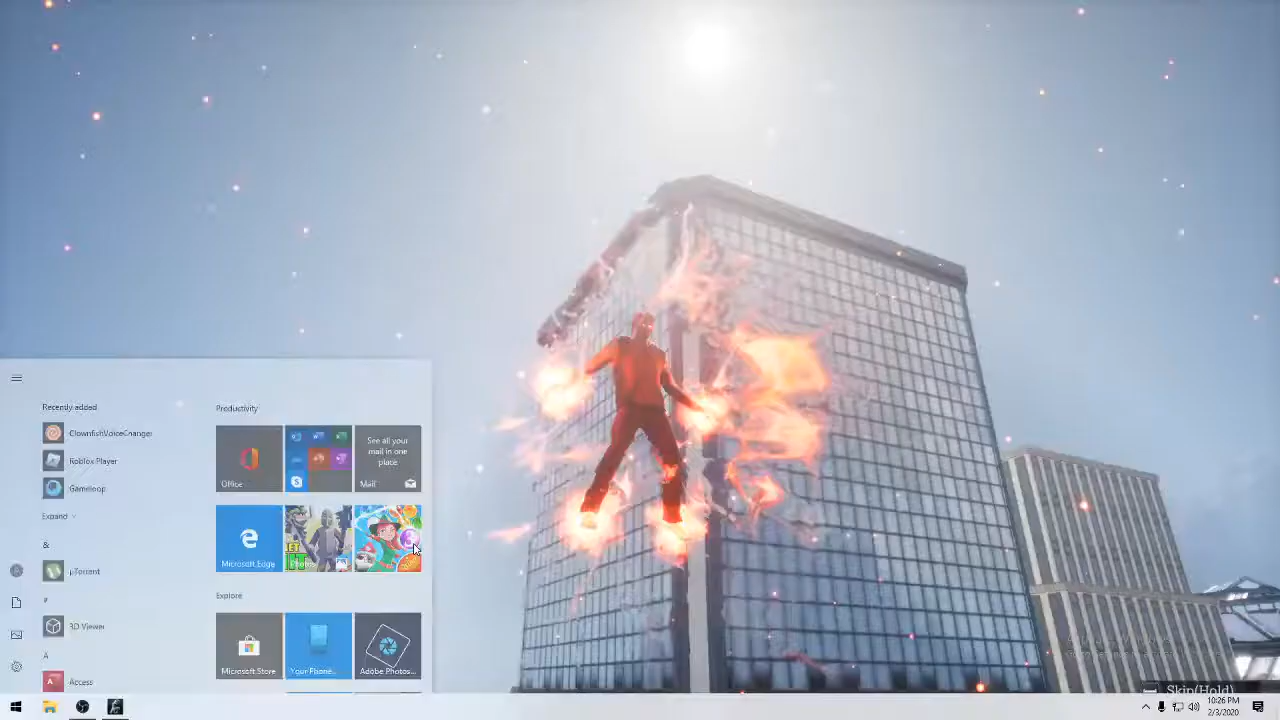 Recently added
ClownfishVoiceChanger
Roblox Player
Gameloop
Expand
&
µTorrent
#
3D Viewer
A
Access
Productivity
Office
See all your
mail in one
place
Mail
Microsoft Edge
Photos
Explore
Microsoft Store
Your Phone...
Adobe Photos...
Skip(Hold)
10:26 PM
2/3/2020